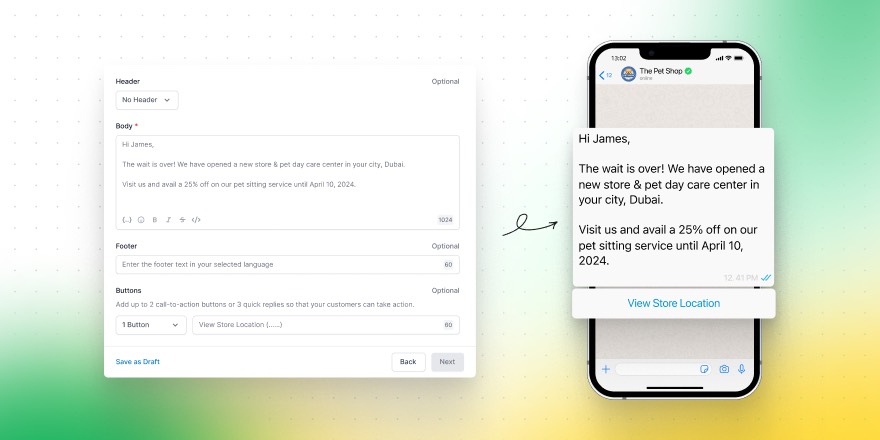 Header
Optional
No Header
Body *
Hi James,
The wait is over! We have opened a new store & pet day care center in your city, Dubai.
Visit us and avail a 25% off on our pet sitting service until April 10, 2024.
{..} B I S </>
1024
Footer
Optional
Enter the footer text in your selected language
60
Buttons
Optional
Add up to 2 call-to-action buttons or 3 quick replies so that your customers can take action.
1 Button
View Store Location (......)
60
Save as Draft
Back
Next
13:02
12
The Pet Shop
online
Hi James,
The wait is over! We have opened a
new store & pet day care center in
your city, Dubai.
Visit us and avail a 25% off on our
pet sitting service until April 10,
2024.
12: 41 PM
View Store Location